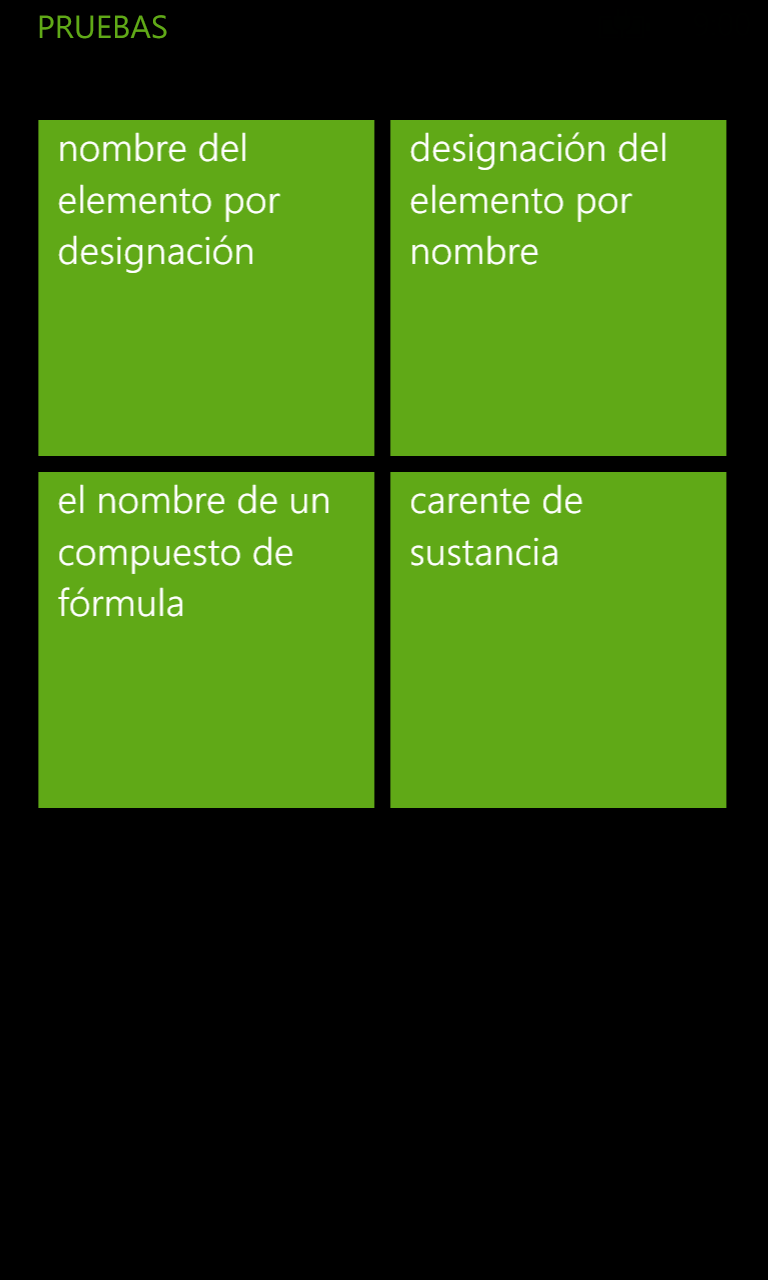 PRUEBAS
nombre del
elemento por
designación
designación del
elemento por
nombre
el nombre de un
compuesto de
fórmula
carente de
sustancia